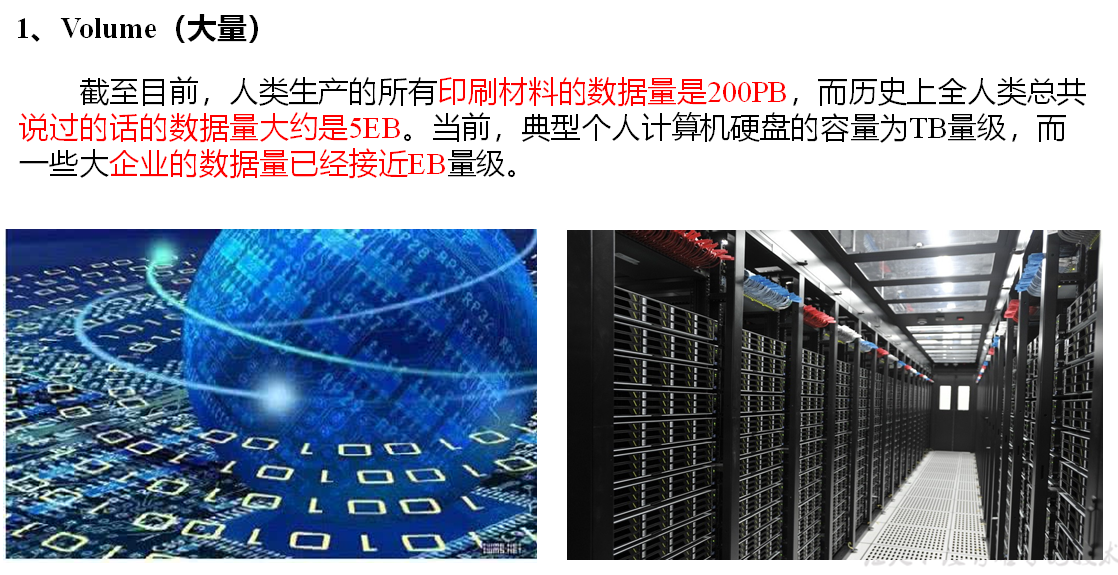 1、Volume（大量）
截至目前，人类生产的所有印刷材料的数据量是200PB，而历史上全人类总共
说过的话的数据量大约是5EB。当前，典型个人计算机硬盘的容量为TB量级，而
一些大企业的数据量已经接近EB量级。